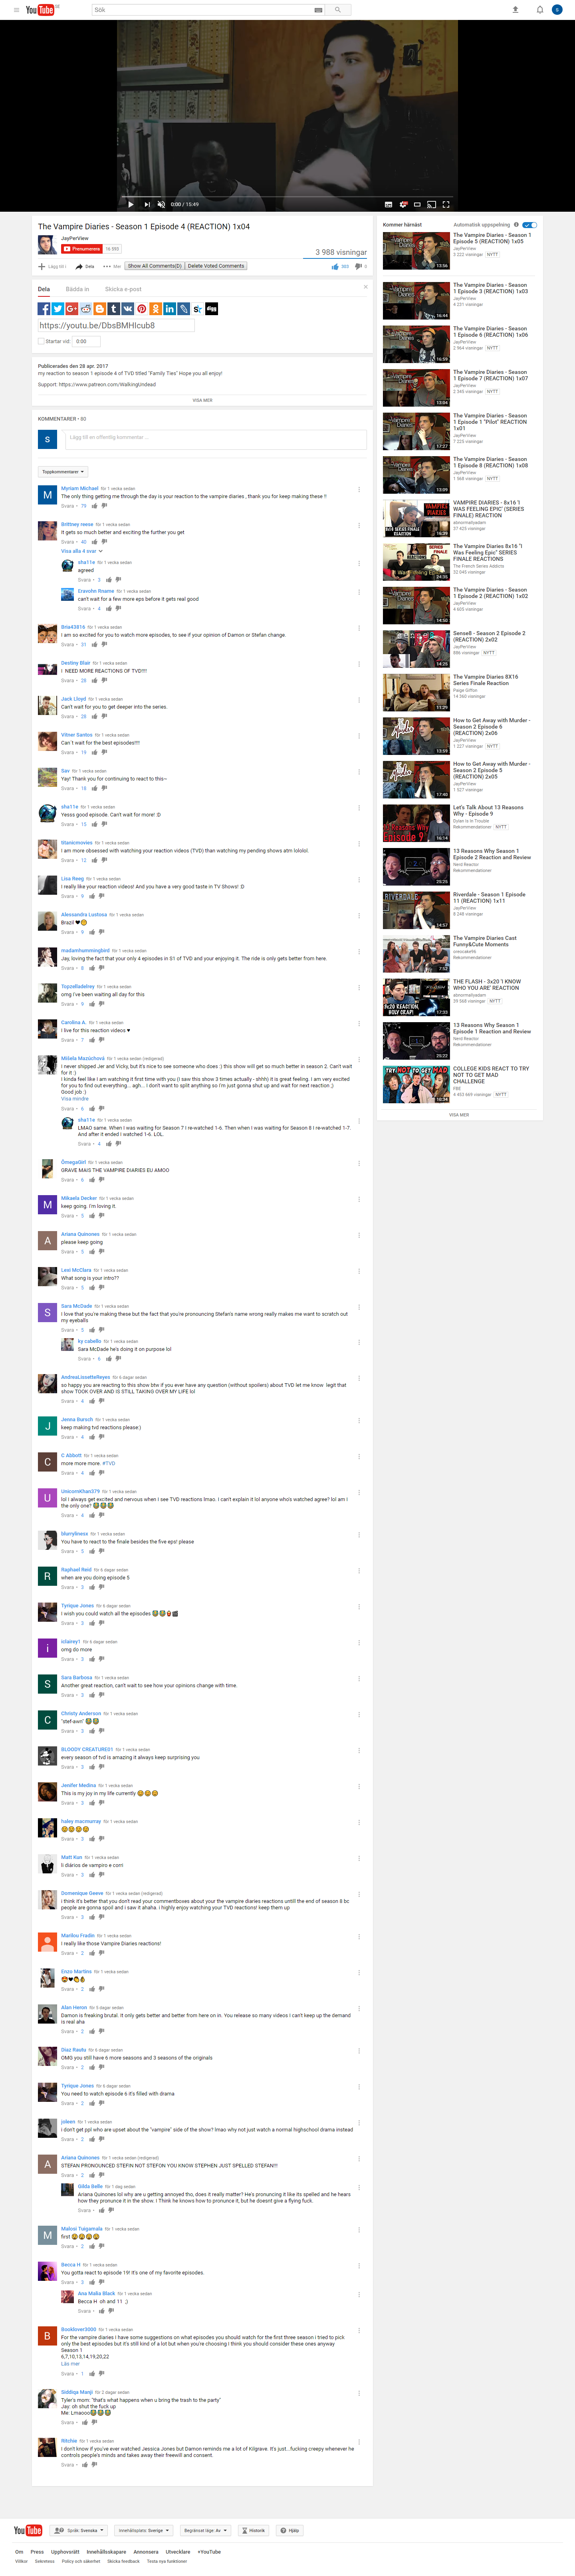 YouTube SE
Sök
0:00 / 15:49
The Vampire Diaries - Season 1 Episode 4 (REACTION) 1x04
JayPerView
Prenumerera
3 988 visningar
Lägg till i Dela Mer Show All Comments(D) Delete Voted Comments
Dela Bädda in Skicka e-post
https://youtu.be/DbsBMHIcub8
Startar vid: 0:00
Publicerades den 28 apr. 2017
my reaction to season 1 episode 4 of TVD titled "Family Ties" Hope you all enjoy!
Support: https://www.patreon.com/WalkingUndead
VISA MER
KOMMENTARER •
Lägg till en offentlig kommentar ...
Toppkommentarer
Myriam Michael för 1 vecka sedan
The only thing getting me through the day is your reaction to the vampire diaries , thank you for keep making these !!
Svara • 79
Brittney reese för 1 vecka sedan
It gets so much better and exciting the further you get
Svara • 40
Visa alla 4 svar
sha11e för 1 vecka sedan
agreed
Svara • 3
Eravohn Rname för 1 vecka sedan
can't wait for a few more eps before it gets real good
Svara • 4
Bria43816 för 1 vecka sedan
I am so excited for you to watch more episodes, to see if your opinion of Damon or Stefan change.
Svara • 31
Destiny Blair för 1 vecka sedan
I NEED MORE REACTIONS OF TVD!!!!
Svara • 28
Jack Lloyd för 1 vecka sedan
Can't wait for you to get deeper into the series.
Svara • 28
Vitner Santos för 1 vecka sedan
Can´t wait for the best episodes!!!!
Svara • 19
Sav för 1 vecka sedan
Yay! Thank you for continuing to react to this~
Svara • 18
sha11e för 1 vecka sedan
Yesss good episode. Can't wait for more! :D
Svara • 15
titanicmovies för 1 vecka sedan
I am more obsessed with watching your reaction videos (TVD) than watching my pending shows atm lololol.
Svara • 12
Lisa Reeg för 1 vecka sedan
I really like your reaction videos! And you have a very good taste in TV Shows! :D
Svara • 9
Alessandra Lustosa för 1 vecka sedan
Brazil ❤😍
Svara • 9
madamhummingbird för 1 vecka sedan
Jay, loving the fact that your only 4 episodes in S1 of TVD and your enjoying it. The ride is only gets better from here.
Svara • 8
Topzelladelrey för 1 vecka sedan
omg I've been waiting all day for this
Svara • 8
Carolina A. för 1 vecka sedan
I live for this reaction videos ♥
Svara • 7
Mišela Mazúchová för 1 vecka sedan (redigerad)
I never shipped Jer and Vicky, but it's nice to see someone who does :) this show will get so much better in season 2. Can't wait
for it :)
I kinda feel like I am watching it first time with you (I saw this show 3 times actually - shhh) it is great feeling. I am very excited
for you to find out everything... agrh... I don't want to spill anything so I'm just gonna shut up and wait for next reaction ;)
Good job :)
Visa mindre
Svara • 6
sha11e för 1 vecka sedan
LMAO same. When I was waiting for Season 7 I re-watched 1-6. Then when I was waiting for Season 8 I re-watched 1-7.
And after it ended I watched 1-6. LOL.
Svara • 4
ÔmegaGirl för 1 vecka sedan
GRAVE MAIS THE VAMPIRE DIARIES EU AMOO
Svara • 6
Mikaela Decker för 1 vecka sedan
keep going. I'm loving it.
Svara • 5
Ariana Quinones för 1 vecka sedan
please keep going
Svara • 5
Lexi McClara för 1 vecka sedan
What song is your intro??
Svara • 5
Sara McDade för 1 vecka sedan
I love that you're making these but the fact that you're pronouncing Stefan's name wrong really makes me want to scratch out
my eyeballs
Svara • 5
ky cabello för 1 vecka sedan
Sara McDade he's doing it on purpose lol
Svara • 6
AndreaLissetteReyes för 6 dagar sedan
so happy you are reacting to this show btw if you ever have any question (without spoilers) about TVD let me know legit that
show TOOK OVER AND IS STILL TAKING OVER MY LIFE lol
Svara • 4
Jenna Bursch för 1 vecka sedan
keep making tvd reactions please:)
Svara • 4
C Abbott för 1 vecka sedan
more more more. #TVD
Svara • 4
UnicornKhan379 för 1 vecka sedan
lol I always get excited and nervous when I see TVD reactions lmao. I can't explain it lol anyone who's watched agree? lol am I
the only one?
Svara • 4
blarryliness för 1 vecka sedan
You have to react to the finale besides the five eps! please
Svara • 5
Raphael Reid för 6 dagar sedan
when are you doing episode 5
Svara • 3
Tyrique Jones för 6 dagar sedan
I wish you could watch all the episodes
Svara • 3
iclairey1 för 6 dagar sedan
omg do more
Svara • 3
Sara Barbosa för 1 vecka sedan
Another great reaction, can't wait to see how your opinions change with time.
Svara • 3
Christy Anderson för 1 vecka sedan
"stef-awn"
Svara • 3
BLOODY CREATURE01 för 1 vecka sedan
every season of tvd is amazing it always keep surprising you
Svara • 3
Jenifer Medina för 1 vecka sedan
This is my joy in my life currently
Svara • 3
haley macmurray för 1 vecka sedan
Svara • 3
Matt Kun för 1 vecka sedan
li diários de vampiro e corri
Svara • 3
Domenique Geeve för 1 vecka sedan (redigerad)
I think it's better that you don't read your commentboxes about your the vampire diaries reactions untill the end of season 8 bc
people are gonna spoil and i saw it ahaha. I highly enjoy watching your TVD reactions! keep them up
Svara • 3
Marilou Fradin för 1 vecka sedan
I really like those Vampire Diaries reactions!
Svara • 2
Enzo Martins för 1 vecka sedan
Svara • 2
Alan Heron för 5 dagar sedan
Damon is freaking brutal. It only gets better and better from here on in. You release so many videos I can't keep up the demand
is real aha
Svara • 2
Diaz Raudu för 6 dagar sedan
OMG you still have 6 more seasons and 3 seasons of the originals
Svara • 2
Tyrique Jones för 6 dagar sedan
You need to watch episode 6 it's filled with drama
Svara • 2
joleen för 1 vecka sedan
i don't get ppl who are upset about the "vampire" side of the show? lmao why not just watch a normal highschool drama instead
Svara • 2
Ariana Quinones för 1 vecka sedan (redigerad)
STEFAN PRONOUNCED STEFIN NOT STEFON YOU KNOW STEPHEN JUST SPELLED STEFAN!!!
Svara • 2
Gilda Belle för 1 dag sedan
Ariana Quinones lol why are u getting annoyed tho, does it really matter? He's pronouncing it like its spelled and he hears
how they pronounce it in the show. I Think he knows how to pronounce it, but he doesnt give a flying fuck.
Svara •
Matosi Tuigamala för 1 vecka sedan
first
Svara • 2
Becca H för 1 vecka sedan
You gotta react to episode 19! It's one of my favorite episodes.
Svara • 2
Ana Malia Black för 1 vecka sedan
Becca H oh and 11 ;)
Svara •
Booklover3000 för 1 vecka sedan
For the vampire diaries I have some suggestions on what episodes you should watch for the first three season i tried to pick
only the best episodes but it's still kind of a lot but when you're choosing I think you should consider these ones anyway
Season 1
6,7,10,13,14,19,20,22
Läs mer
Svara • 1
Siddiqa Manji för 2 dagar sedan
Tyler's mom: "that's what happens when u bring the trash to the party"
Jay: oh shut the fuck up
Me: Lmaooo
Svara •
Ritchie för 1 vecka sedan
I don't know if you've ever watched Jessica Jones but Damon reminds me a lot of Kilgrave. It's just...fucking creepy whenever he
controls people's minds and takes away their freewill and consent.
Svara •
Kommer härnäst Automatisk uppspelning
The Vampire Diaries - Season 1
Episode 5 (REACTION) 1x05
JayPerView
3 222 visningar NYTT
13:56
The Vampire Diaries - Season
1 Episode 3 (REACTION) 1x03
JayPerView
4 231 visningar
16:44
The Vampire Diaries - Season
1 Episode 6 (REACTION) 1x06
JayPerView
2 964 visningar NYTT
16:59
The Vampire Diaries - Season
1 Episode 7 (REACTION) 1x07
JayPerView
2 345 visningar NYTT
13:04
The Vampire Diaries - Season
1 Episode 1 "Pilot" REACTION
1x01
JayPerView
7 225 visningar
17:27
The Vampire Diaries - Season
1 Episode 8 (REACTION) 1x08
JayPerView
1 568 visningar NYTT
13:09
VAMPIRE DIARIES - 8x16 'I
WAS FEELING EPIC' (SERIES
FINALE) REACTION
abnormallyadam
37 425 visningar
16:39
The Vampire Diaries 8x16 "I
Was Feeling Epic" SERIES
FINALE REACTIONS
The French Series Addicts
33 045 visningar
24:35
The Vampire Diaries - Season
1 Episode 2 (REACTION) 1x02
JayPerView
4 605 visningar
14:50
Sense8 - Season 2 Episode 2
(REACTION) 2x02
JayPerView
886 visningar NYTT
14:25
The Vampire Diaries 8X16
Series Finale Reaction
Paige Giffon
14 560 visningar
11:29
How to Get Away with Murder -
Season 2 Episode 6
(REACTION) 2x06
JayPerView
1 227 visningar NYTT
13:59
How to Get Away with Murder -
Season 2 Episode 5
(REACTION) 2x05
JayPerView
1 927 visningar
17:40
Let's Talk About 13 Reasons
Why - Episode 9
Dylan Is In Trouble
Rekommenderas NYTT
16:14
13 Reasons Why Season 1
Episode 2 Reaction and Review
Nerd Reactor
Rekommenderas
25:25
Riverdale - Season 1 Episode
11 (REACTION) 1x11
JayPerView
8 248 visningar
14:57
The Vampire Diaries Cast
Funny&Cute Moments
Rekommenderas
7:52
THE FLASH - 3x20 'I KNOW
WHO YOU ARE' REACTION
abnormallyadam
39 568 visningar NYTT
17:33
13 Reasons Why Season 1
Episode 1 Reaction and Review
Nerd Reactor
Rekommenderas
25:22
COLLEGE KIDS REACT TO TRY
NOT TO GET MAD
CHALLENGE
FBE
4 453 669 visningar NYTT
10:34
VISA MER
YouTube Språk: Svenska Innehållsplats: Sverige Begränsat läge: Av Historik Hjälp
Om Press Upphovsrätt Innehållsskapare Annonsera Utvecklare +YouTube
Villkor Sekretess Policy och säkerhet Skicka feedback Testa nya funktioner